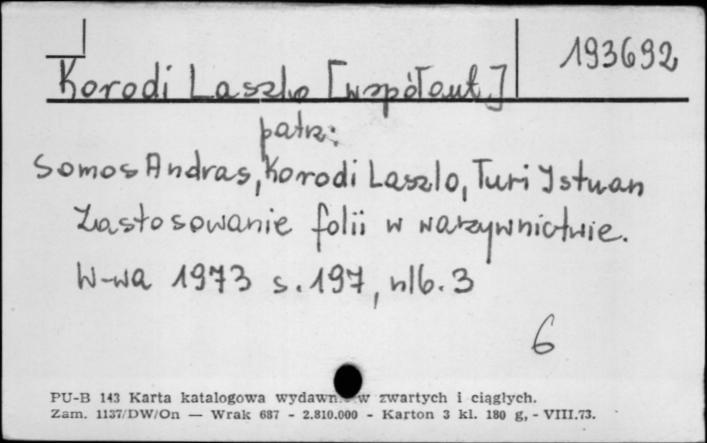 193692
Korodi Laszlo [współaut.]
patrz:
Somos Andras, Korodi Laszlo, Turi Istvan
Zastosowanie folii w warzywnictwie.
W-wa 1973 s. 197, nlb. 3
6
PU-B 143 Karta katalogowa wydawn w zwartych i ciągłych.
Zam. 1137/DW/On — Wrak 687 - 2.810.000 - Karton 3 kl. 180 g, - VIII.73.